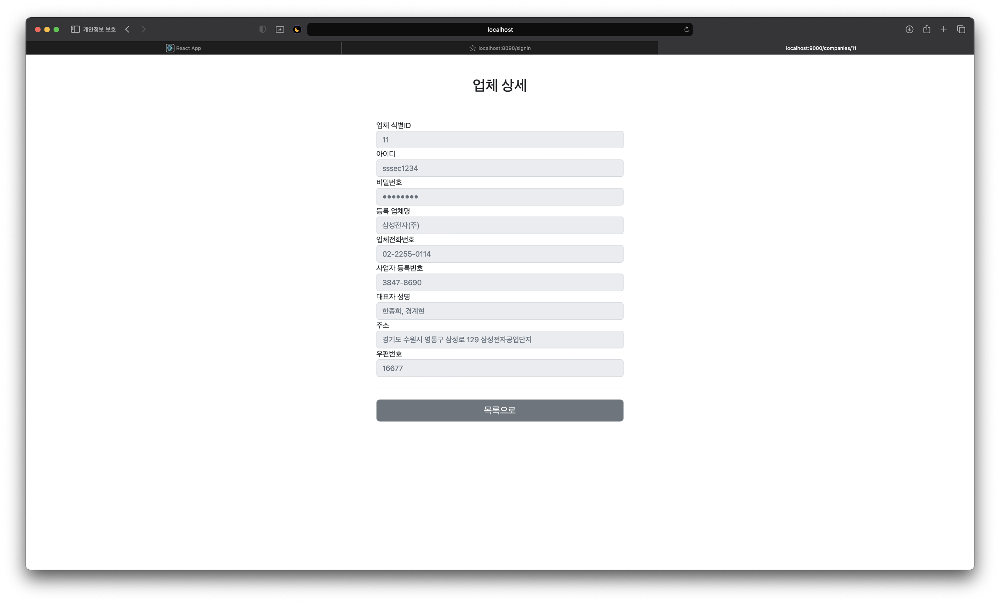 개인정보 보호
localhost
React App
localhost:8090/signin
localhost:9000/companies/11
업체 상세
업체 식별ID
11
아이디
sssec1234
비밀번호
●●●●●●●●
등록 업체명
삼성전자(주)
업체전화번호
02-2255-0114
사업자 등록번호
3847-8690
대표자 성명
한종희, 경계현
주소
경기도 수원시 영통구 삼성로 129 삼성전자공업단지
우편번호
16677
목록으로